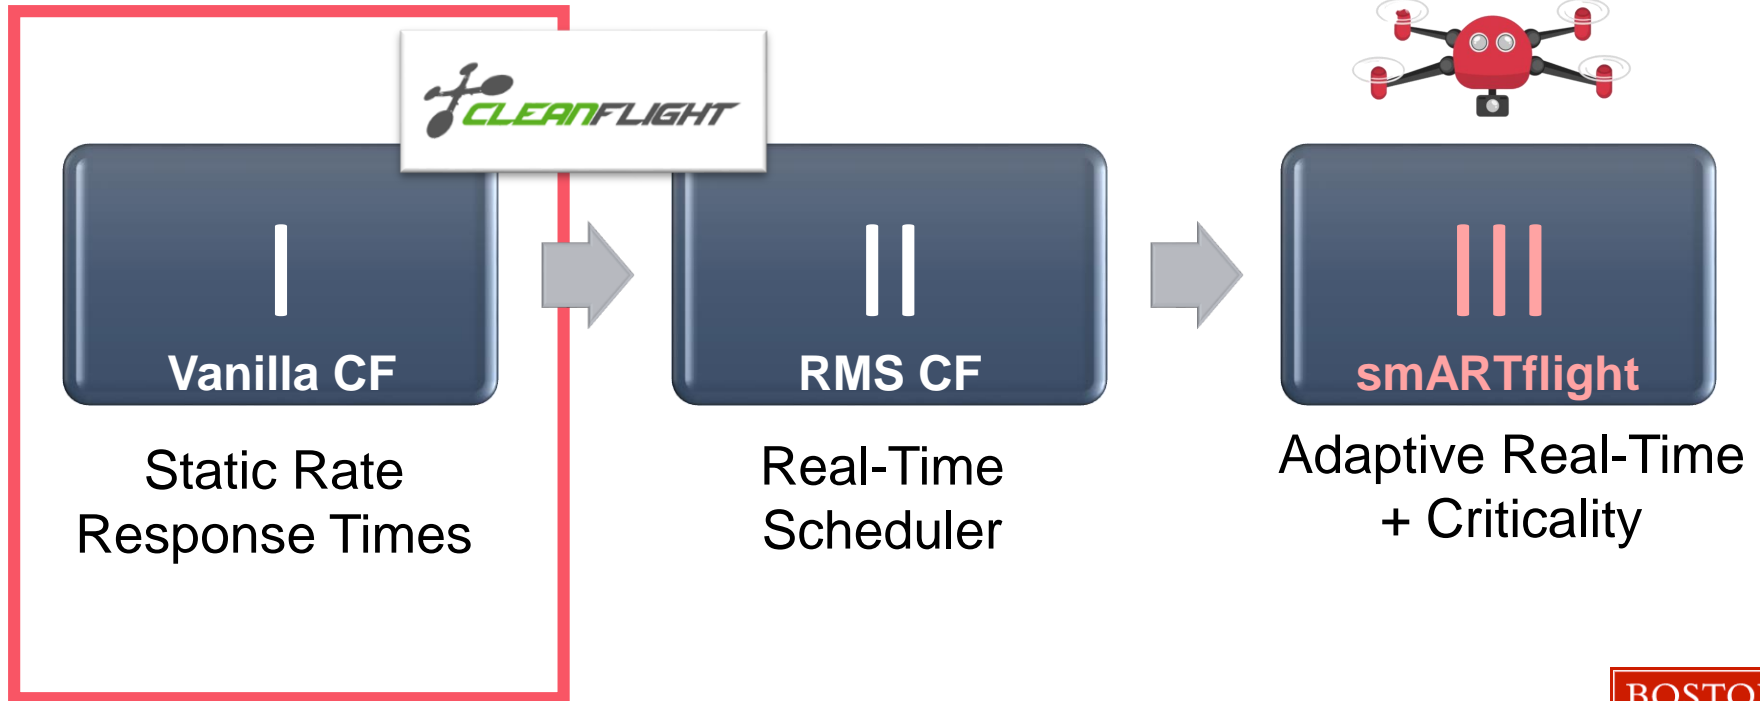 CLEANFLIGHT
I
Vanilla CF
Static Rate
Response Times
II
RMS CF
Real-Time
Scheduler
III
smARTflight
Adaptive Real-Time
+ Criticality